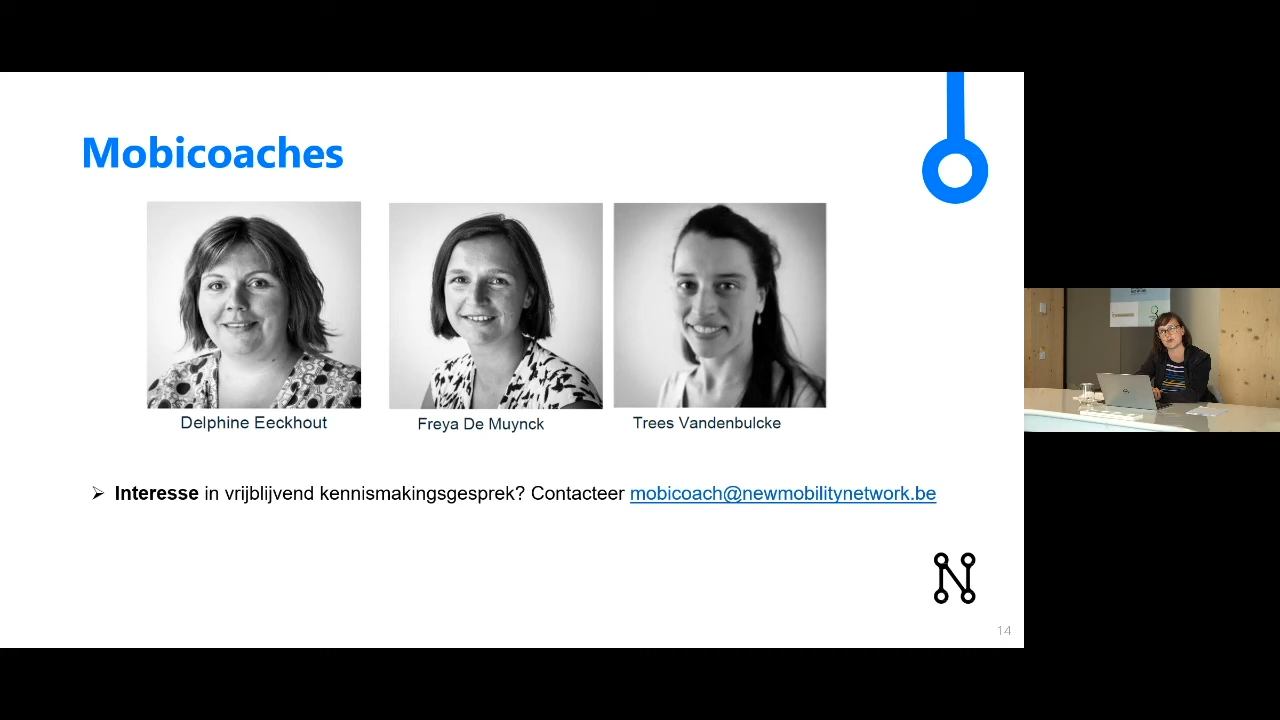 Mobicoaches
Delphine Eeckhout
Freya De Muynck
Trees Vandenbulcke
➢ Interesse in vrijblijvend kennismakingsgesprek? Contacteer mobicoach@newmobilitynetwork.be
N
14